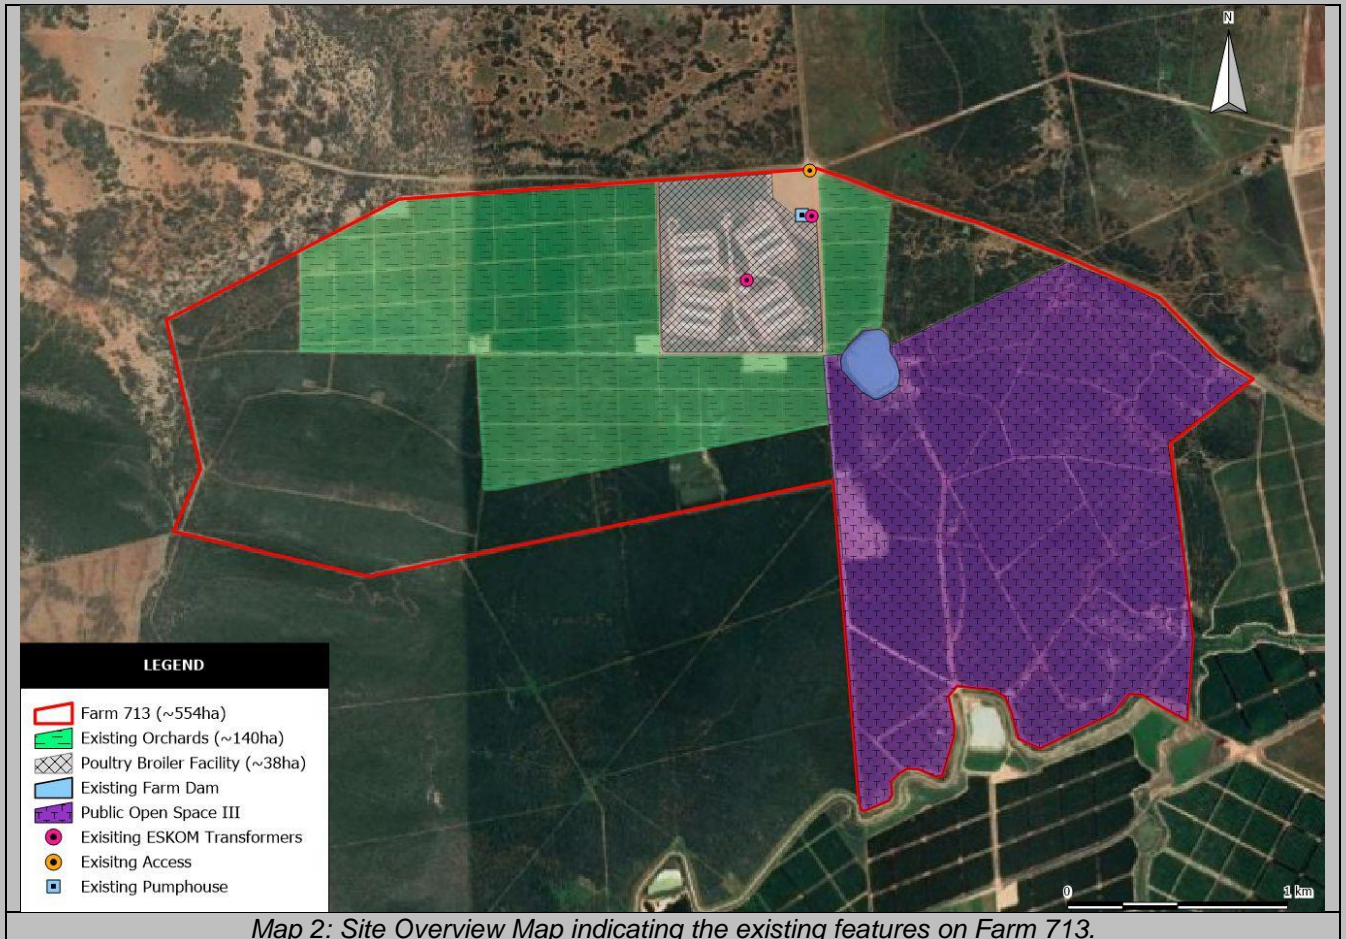 N
LEGEND
Farm 713 (~554ha)
Existing Orchards (~140ha)
Poultry Broiler Facility (~38ha)
Existing Farm Dam
Public Open Space III
Exisiting ESKOM Transformers
Exisitng Access
Existing Pumphouse
0 1 km
Map 2: Site Overview Map indicating the existing features on Farm 713.